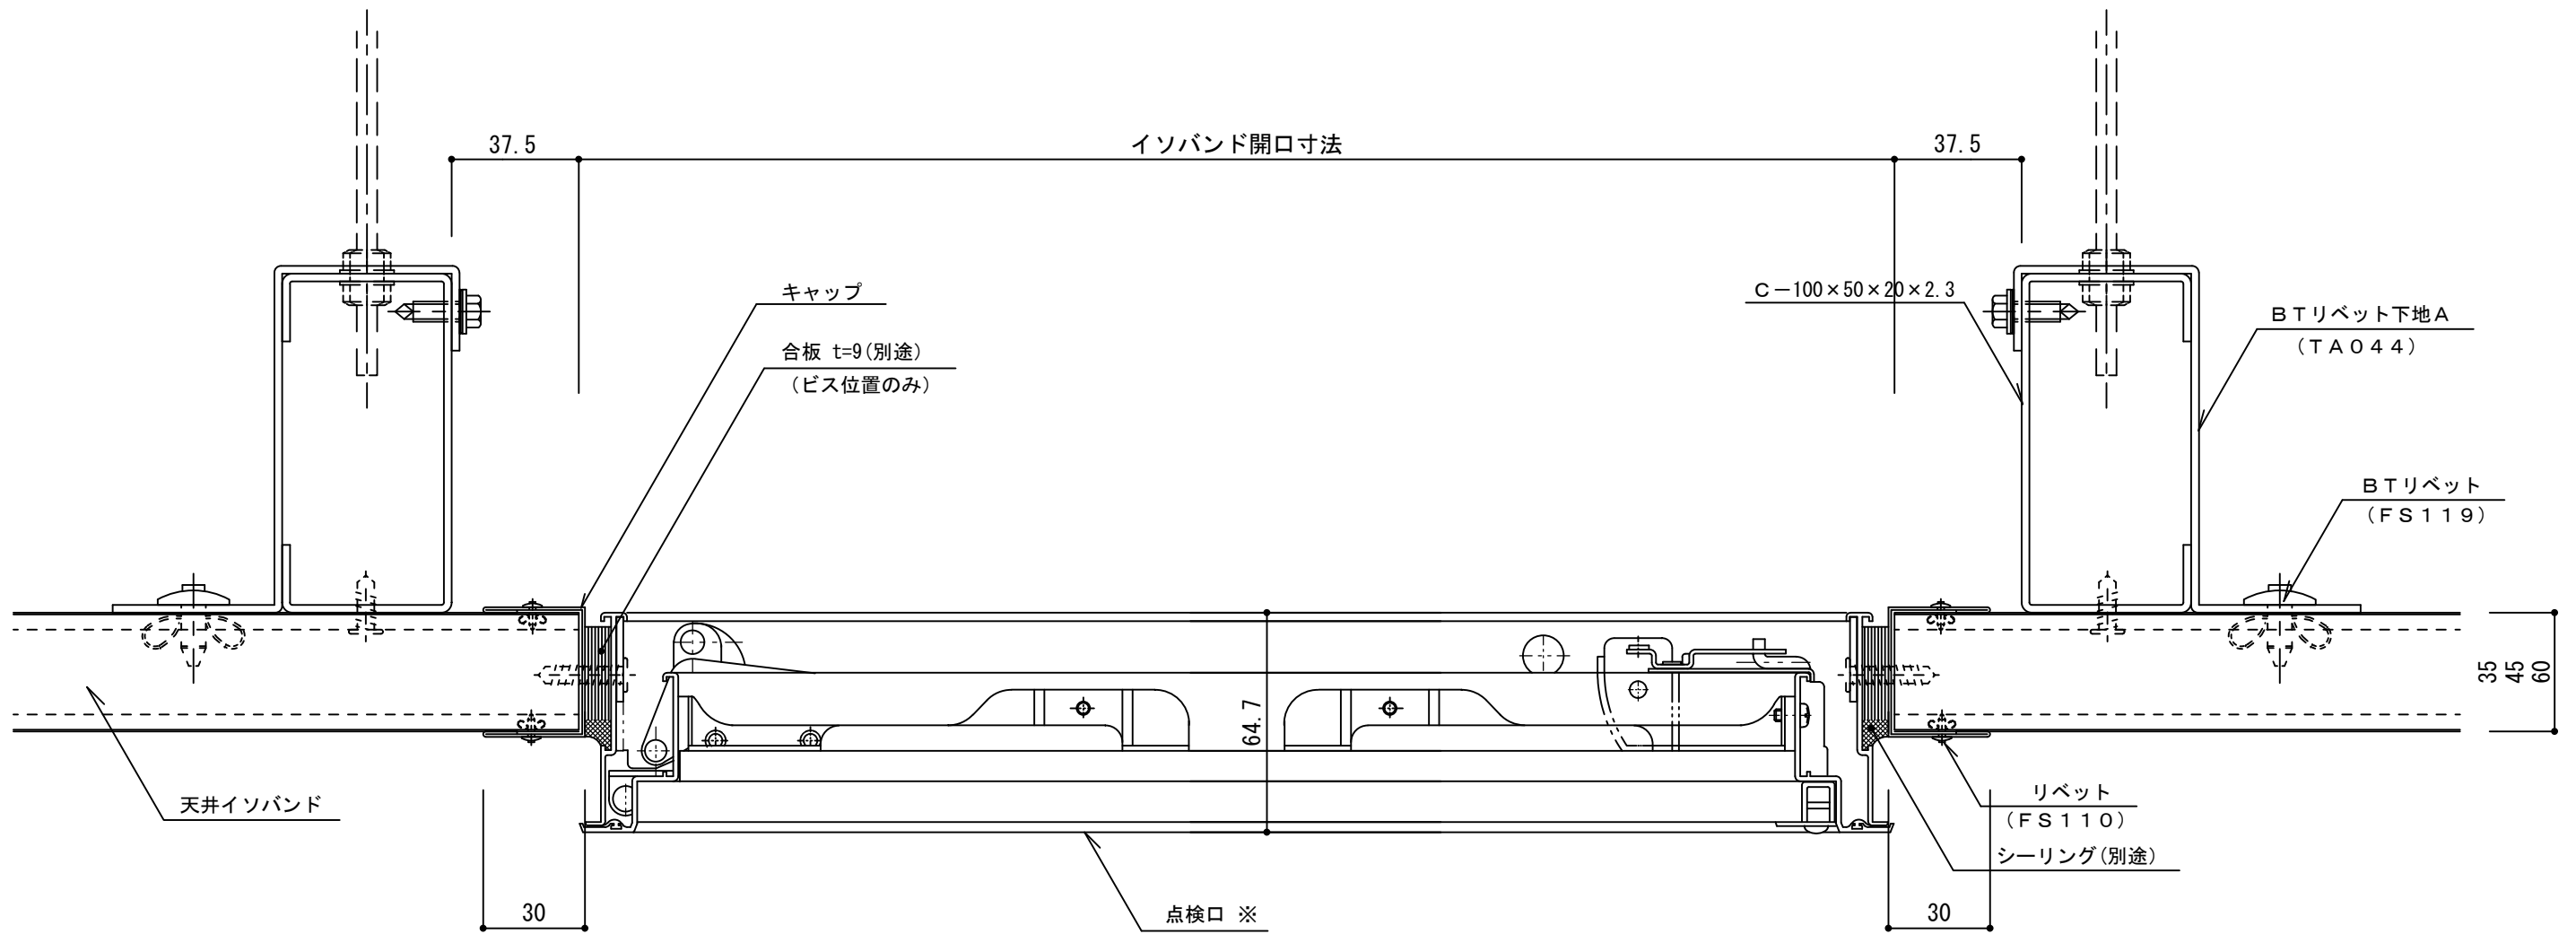 37.5
イソバンド開口寸法
37.5
キャップ
C－100×50×20×2.3
BTリベット下地A
（TA044）
合板 t=9(別途)
（ビス位置のみ）
BTリベット
（FS119）
64.7
35
45
60
天井イソバンド
リベット
（FS110）
シーリング(別途)
30
点検口 ※
30